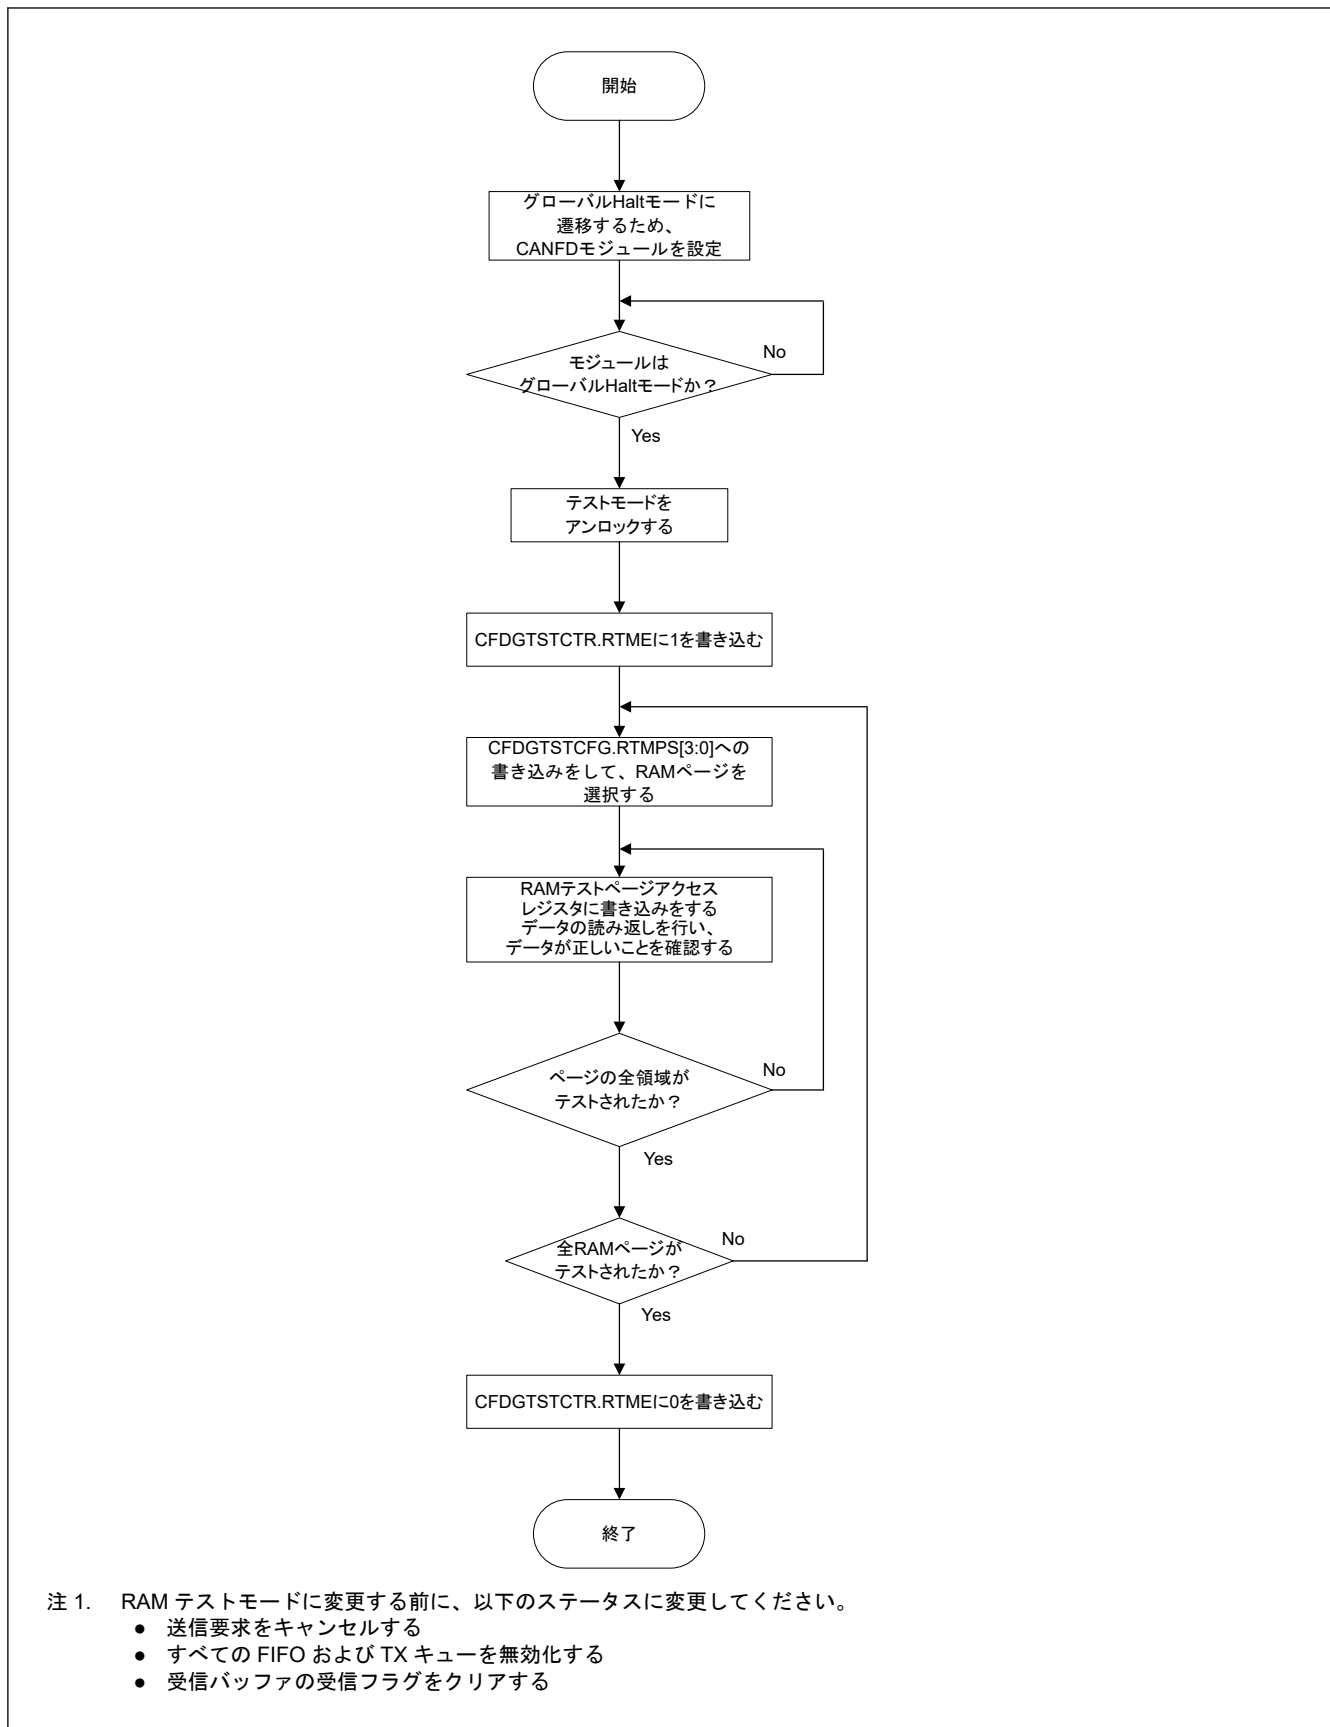 開始
グローバルHaltモードに
遷移するため、
CANFDモジュールを設定
モジュールは
グローバルHaltモードか？
No
Yes
テストモードを
アンロックする
CFDGTSTCTR.RTMEに1を書き込む
CFDGTSTCFG.RTMPS[3:0]への
書き込みをして、RAMページを
選択する
RAMテストページアクセス
レジスタに書き込みをする
データの読み返しを行い、
データが正しいことを確認する
ページの全領域が
テストされたか？
No
Yes
全RAMページが
テストされたか？
No
Yes
CFDGTSTCTR.RTMEに0を書き込む
終了
注 1. RAM テストモードに変更する前に、以下のステータスに変更してください。
● 送信要求をキャンセルする
● すべての FIFO および TX キューを無効化する
● 受信バッファの受信フラグをクリアする